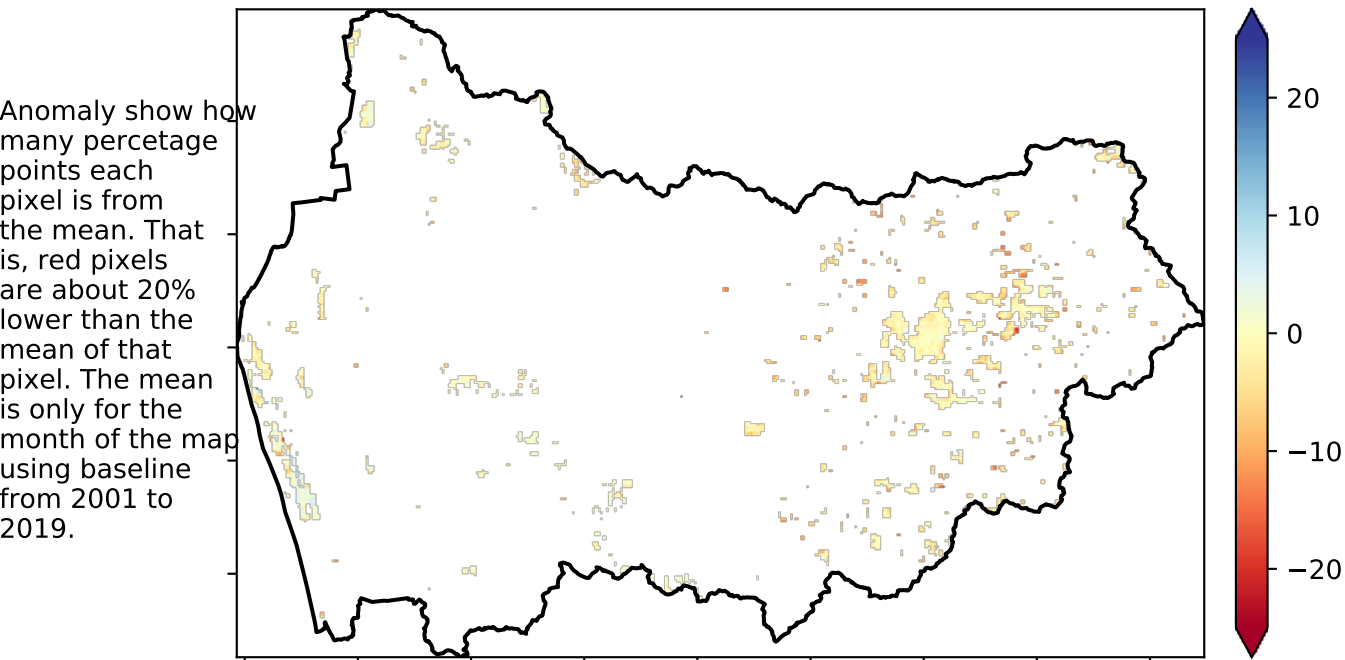 Anomaly show how
many percetage
points each
pixel is from
the mean. That
is, red pixels
are about 20%
lower than the
mean of that
pixel. The mean
is only for the
month of the map
using baseline
from 2001 to
2019.
20
10
0
−10
−20